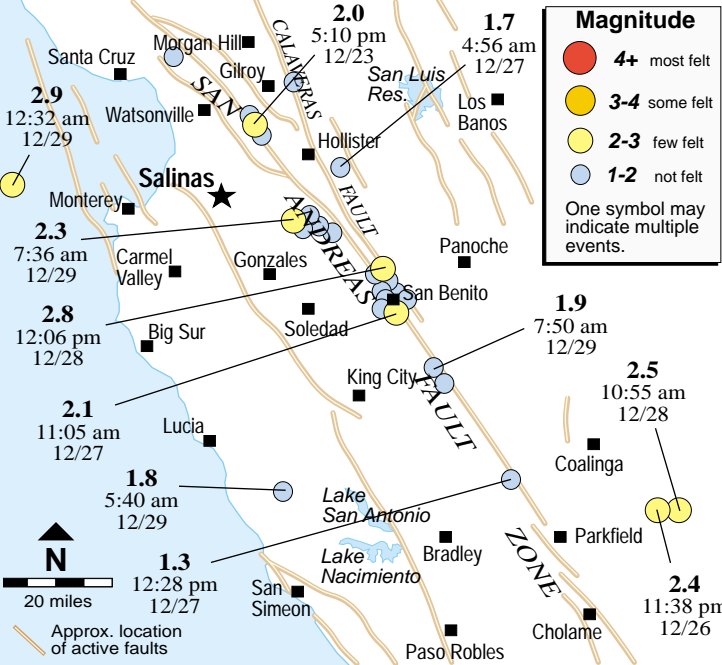 2.0
5:10 pm
12/23
1.7
4:56 am
12/27
Magnitude
4+ most felt
3-4 some felt
2-3 few felt
1-2 not felt
One symbol may
indicate multiple
events.
Santa Cruz
Morgan Hill
Gilroy
CALAVERAS
FAULT
San Luis
Res.
Los
Banos
2.9
12:32 am
12/29
Watsonville
SAN
ANDREAS
FAULT
ZONE
Hollister
Salinas
Monterey
2.3
7:36 am
12/29
Carmel
Valley
Gonzales
Panoche
San Benito
2.8
12:06 pm
12/28
Big Sur
Soledad
1.9
7:50 am
12/29
2.5
10:55 am
12/28
King City
2.1
11:05 am
12/27
Lucia
Coalinga
1.8
5:40 am
12/29
Lake
San Antonio
Lake
Nacimiento
Bradley
Parkfield
N
20 miles
1.3
12:28 pm
12/27
San
Simeon
2.4
11:38 pm
12/26
Cholame
Approx. location
of active faults
Paso Robles